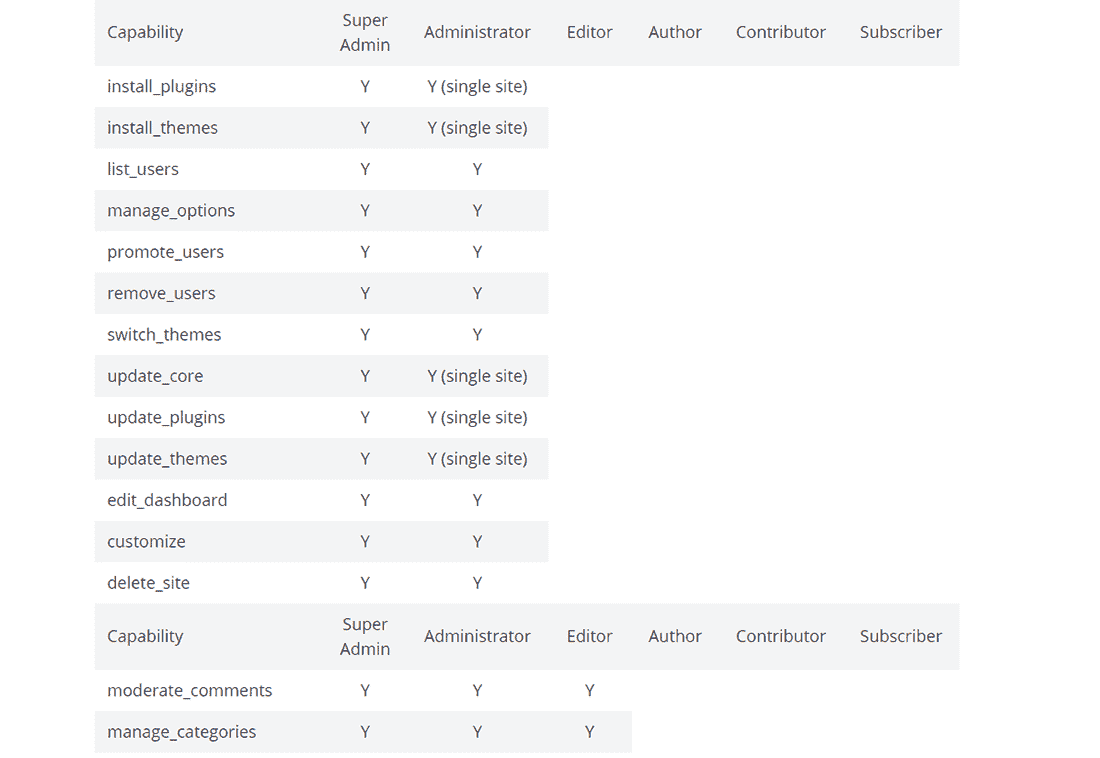 Capability Super Admin Administrator Editor Author Contributor Subscriber
install_plugins Y Y (single site)
install_themes Y Y (single site)
list_users Y Y
manage_options Y Y
promote_users Y Y
remove_users Y Y
switch_themes Y Y
update_core Y Y (single site)
update_plugins Y Y (single site)
update_themes Y Y (single site)
edit_dashboard Y Y
customize Y Y
delete_site Y Y
Capability Super Admin Administrator Editor Author Contributor Subscriber
moderate_comments Y Y Y
manage_categories Y Y Y